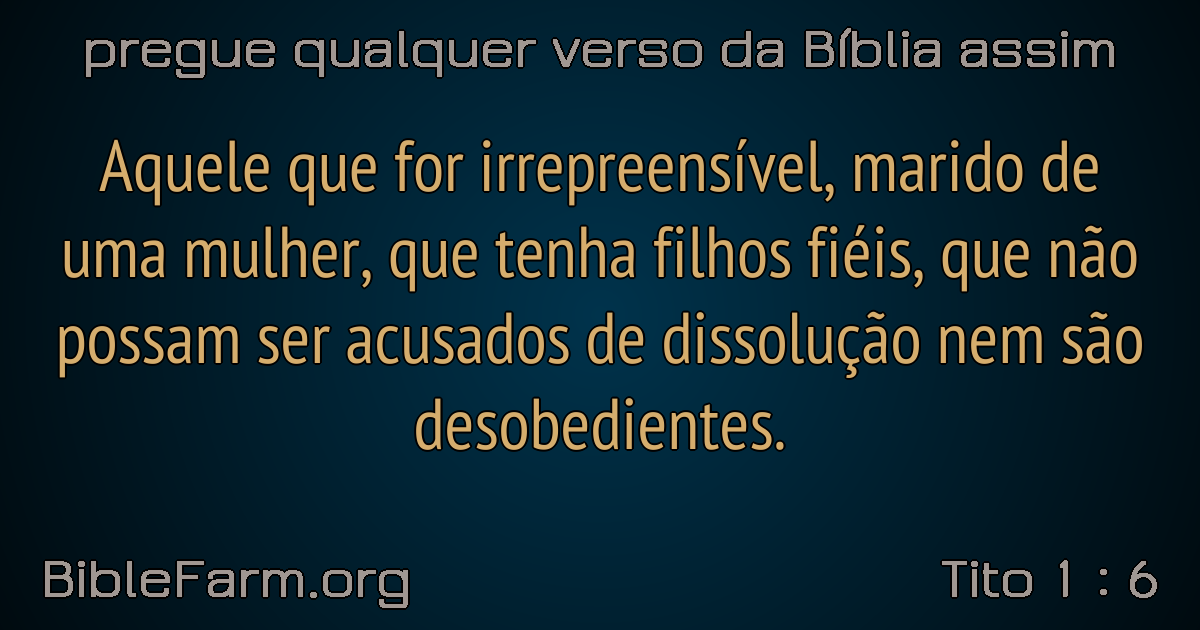 pregue qualquer verso da Bíblia assim
Aquele que for irrepreensível, marido de
uma mulher, que tenha filhos fiéis, que não
possam ser acusados de dissolução nem são
desobedientes.
BibleFarm.org
Tito 1 : 6